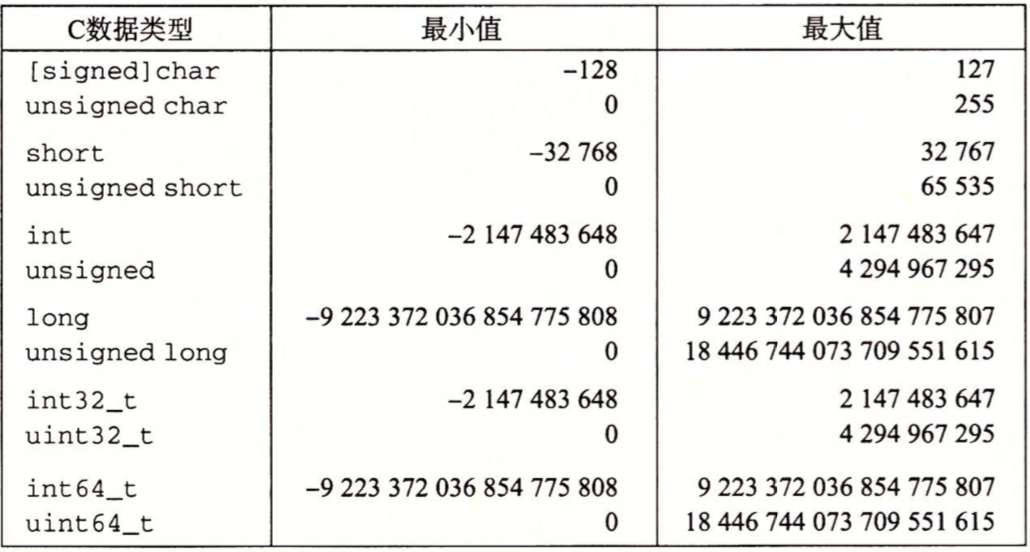 C数据类型 最小值 最大值
[signed]char –128 127
unsigned char 0 255
short –32 768 32 767
unsigned short 0 65 535
int –2 147 483 648 2 147 483 647
unsigned 0 4 294 967 295
long –9 223 372 036 854 775 808 9 223 372 036 854 775 807
unsigned long 0 18 446 744 073 709 551 615
int32_t –2 147 483 648 2 147 483 647
uint32_t 0 4 294 967 295
int64_t –9 223 372 036 854 775 808 9 223 372 036 854 775 807
uint64_t 0 18 446 744 073 709 551 615